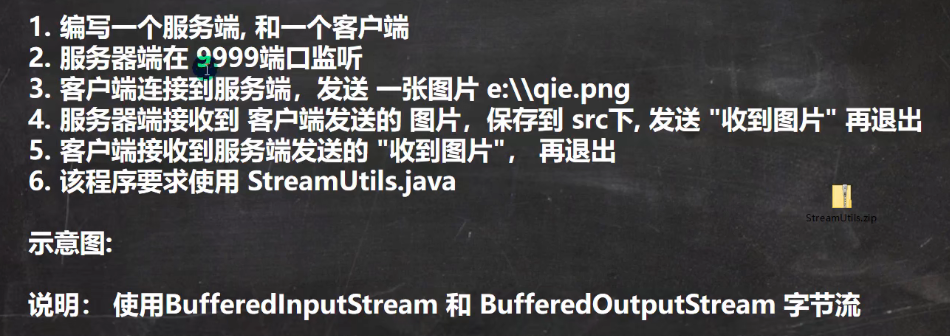 1. 编写一个服务端, 和一个客户端
2. 服务器端在 9999端口监听
3. 客户端连接到服务端，发送 一张图片 e:\\qie.png
4. 服务器端接收到 客户端发送的 图片，保存到 src下, 发送 "收到图片" 再退出
5. 客户端接收到服务端发送的 "收到图片"， 再退出
6. 该程序要求使用 StreamUtils.java
StreamUtils.zip
示意图:
说明： 使用BufferedInputStream 和 BufferedOutputStream 字节流